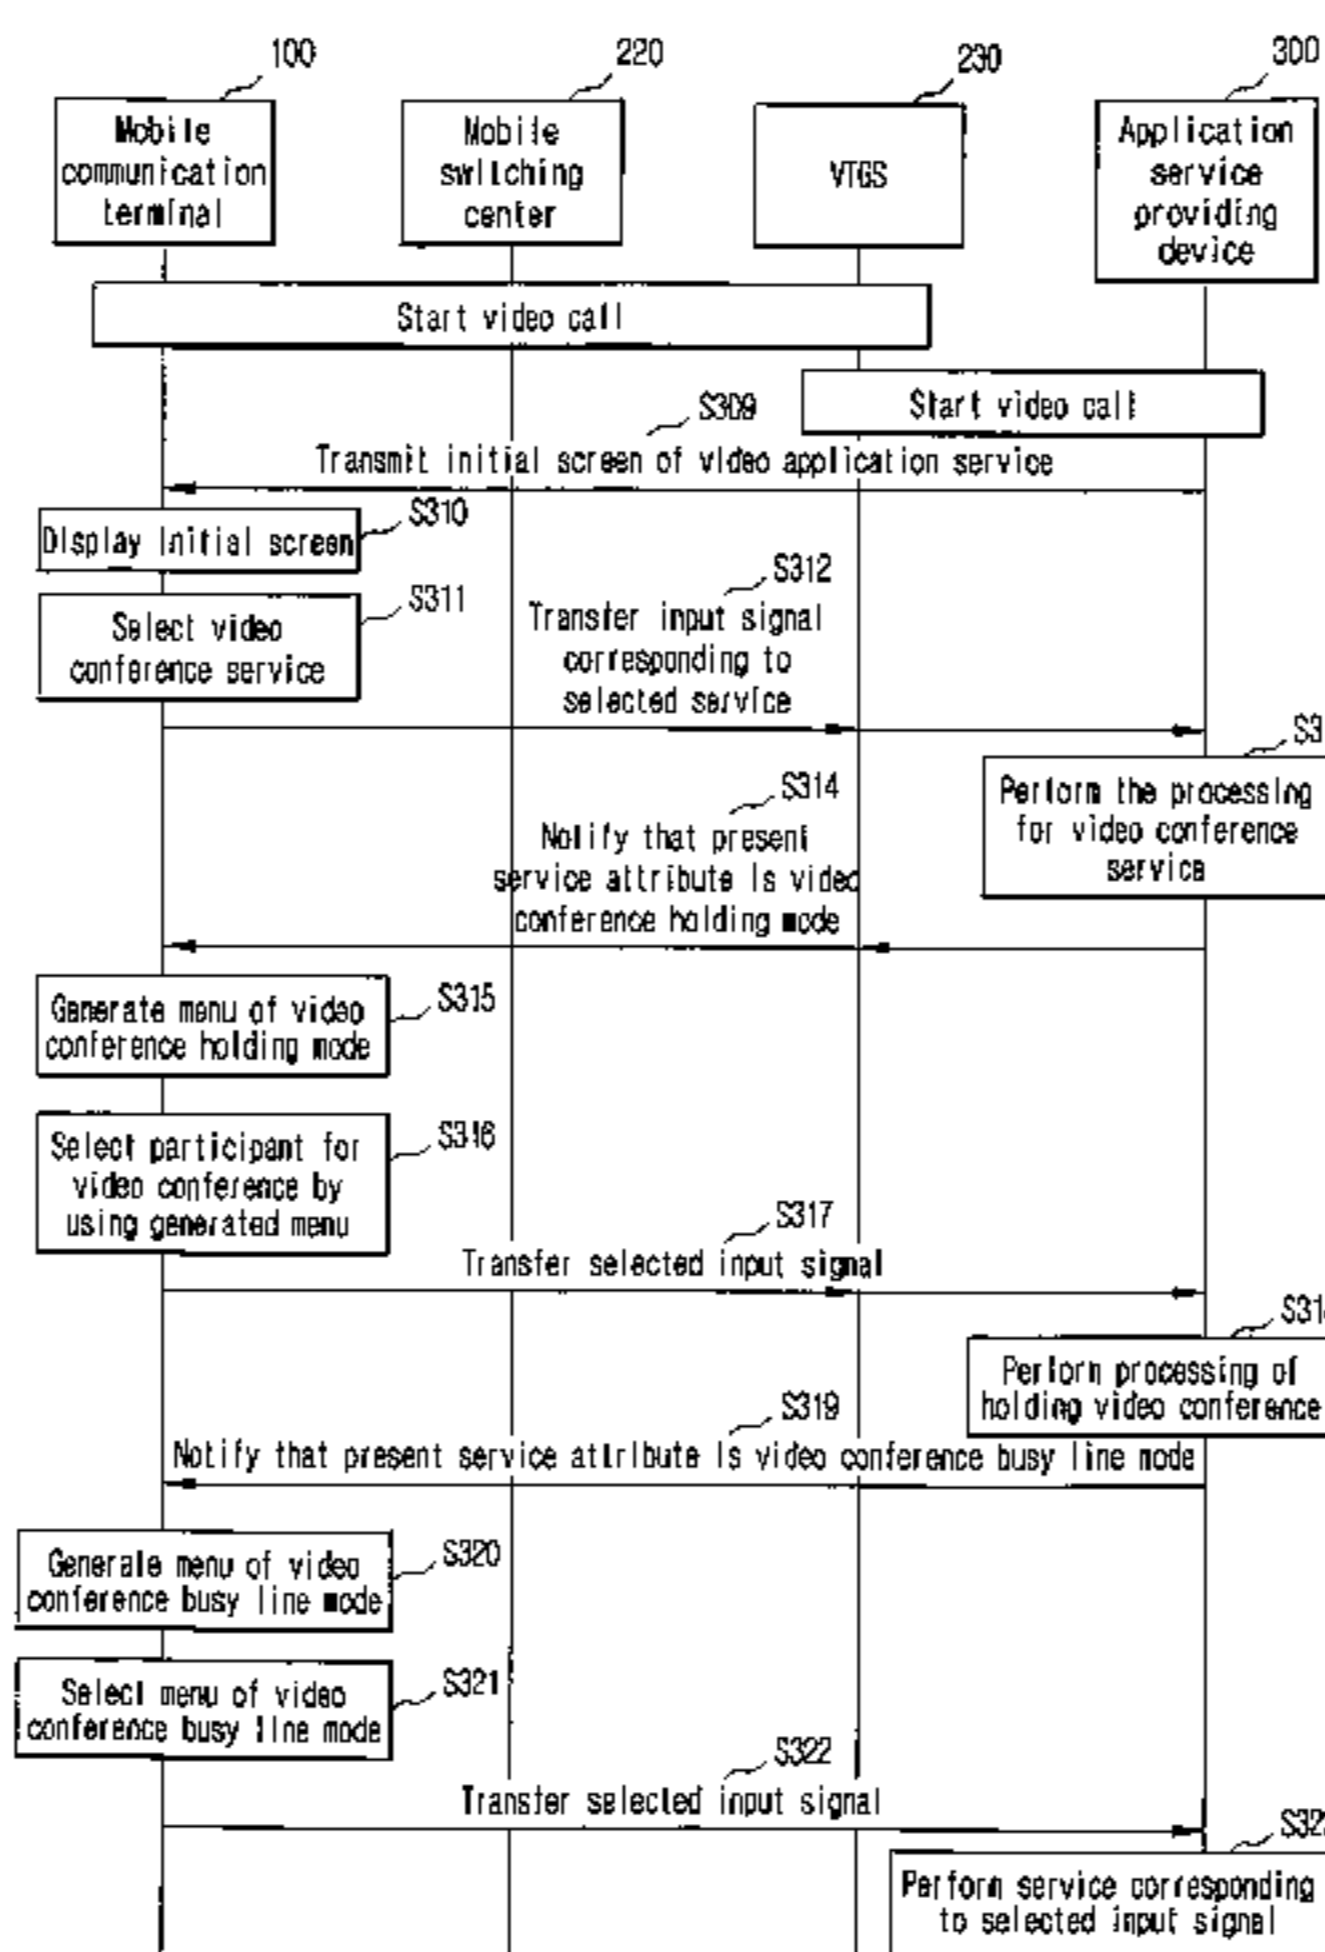 100
220
230
300
Mobile
communication
terminal
Mobile
switching
center
VTGS
Application
service
providing
device
Start video call
Start video call
S309
Transmit initial screen of video application service
S310
Display initial screen
S311
Select video
conference service
S312
Transfer input signal
corresponding to
selected service
S3
Perform the processing
for video conference
service
S314
Notify that present
service attribute is video
conference holding mode
S315
Generate menu of video
conference holding mode
S316
Select participant for
video conference by
using generated menu
S317
Transfer selected input signal
S31
Perform processing of
holding video conference
S319
Notify that present service attribute is video conference busy line mode
S320
Generate menu of video
conference busy line mode
S321
Select menu of video
conference busy line mode
S322
Transfer selected input signal
S32
Perform service corresponding
to selected input signal